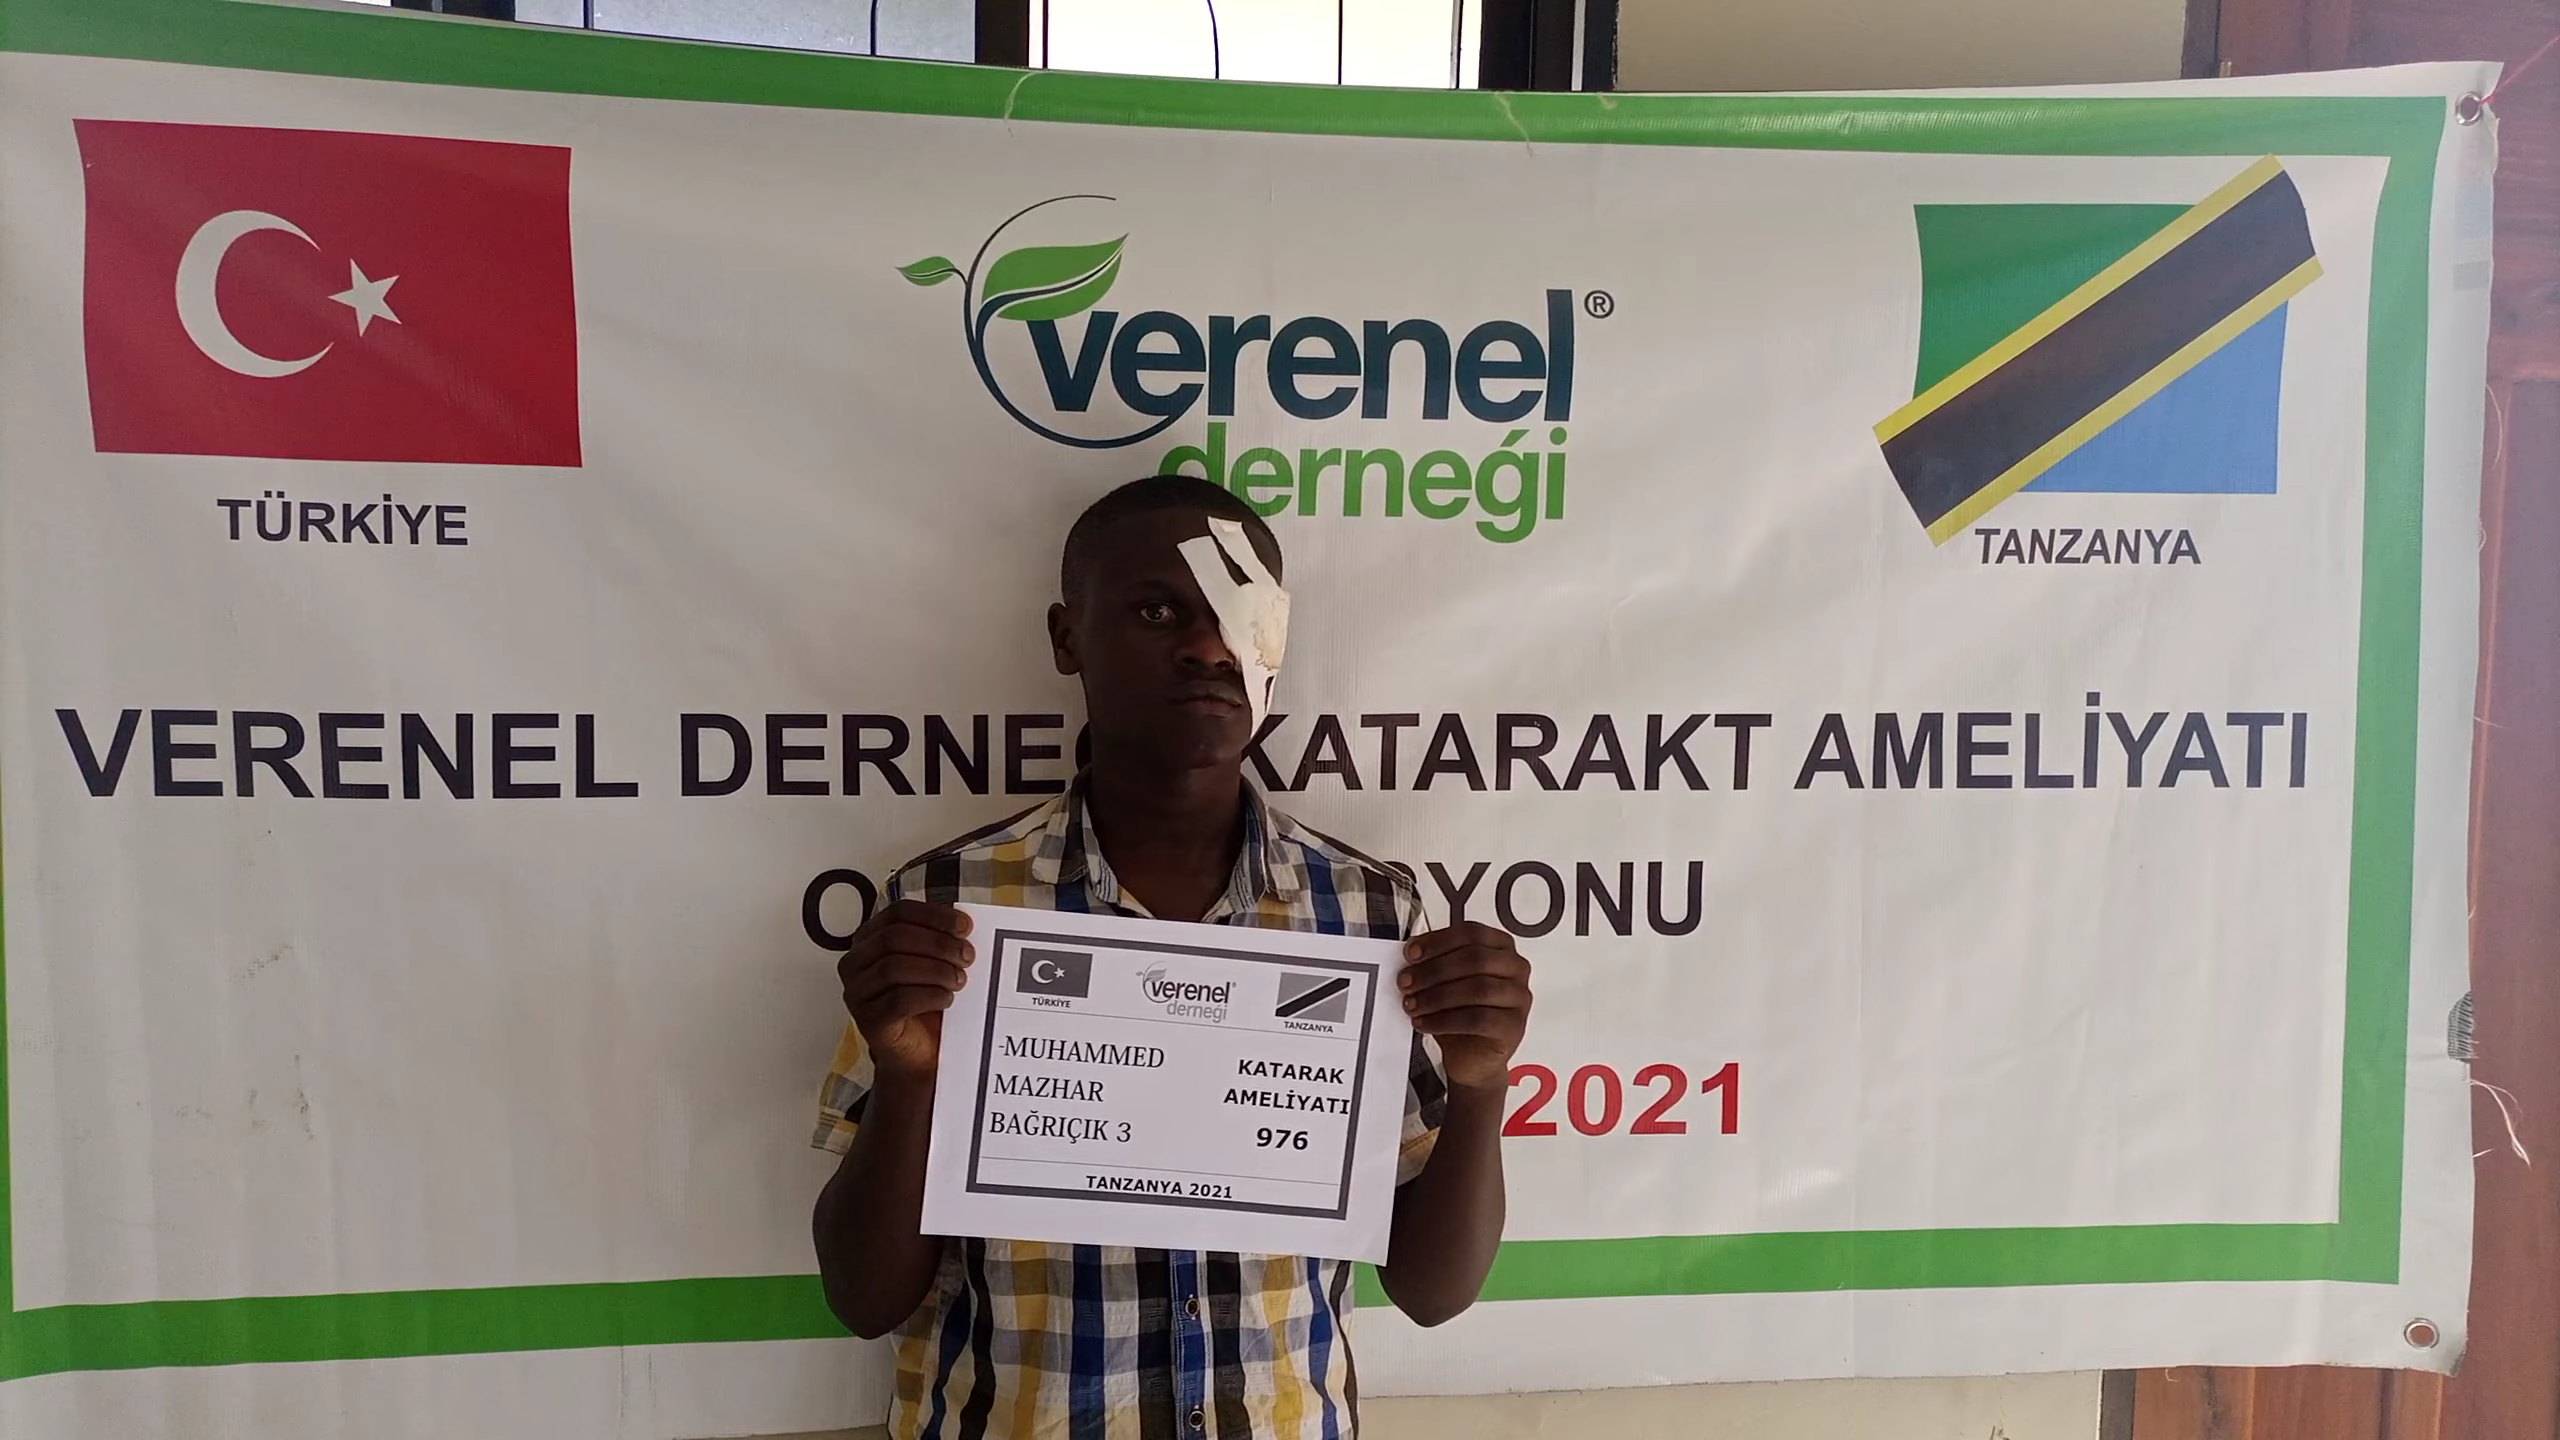 verenel®
derneği
TÜRKİYE
TANZANYA
VERENEL DERNE KATARAKT AMELİYATI
YONU
2021
verenel®
derneği
TÜRKİYE
TANZANYA
-MUHAMMED
MAZHAR
BAĞRIÇIK 3
KATARAK
AMELİYATI
976
TANZANYA 2021